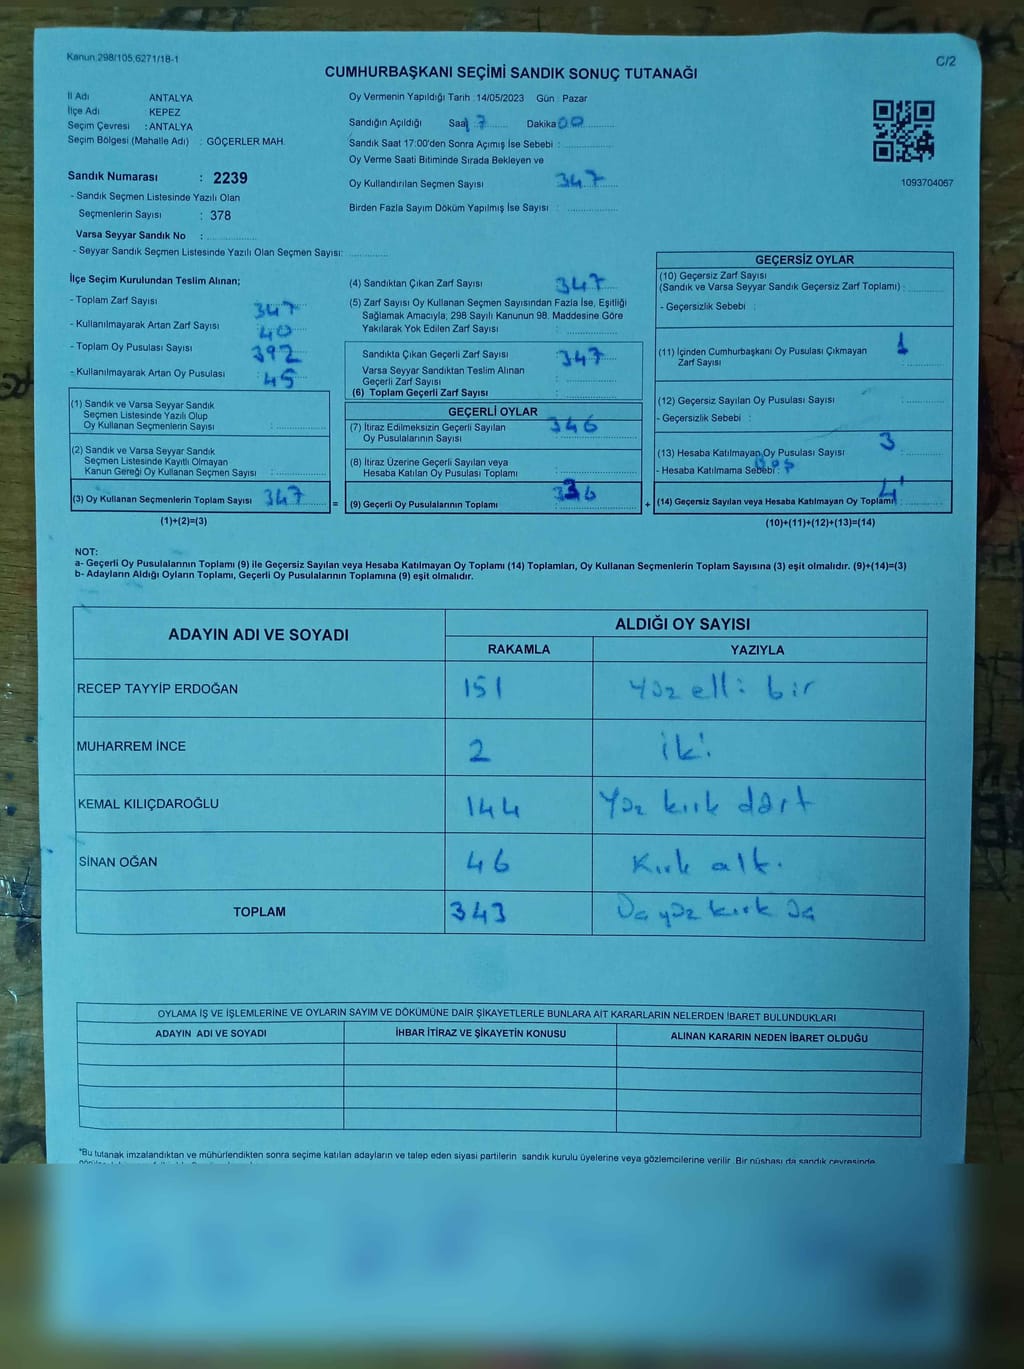 Kanun:298/105,6271/18-1
C/2
CUMHURBAŞKANI SEÇİMİ SANDIK SONUÇ TUTANAĞI
İl Adı ANTALYA
İlçe Adı KEPEZ
Seçim Çevresi : ANTALYA
Seçim Bölgesi (Mahalle Adı) : GÖÇERLER MAH.
Sandık Numarası : 2239
- Sandık Seçmen Listesinde Yazılı Olan
Seçmenlerin Sayısı : 378
Varsa Seyyar Sandık No :
- Seyyar Sandık Seçmen Listesinde Yazılı Olan Seçmen Sayısı:
Oy Vermenin Yapıldığı Tarih : 14/05/2023 Gün : Pazar
Sandığın Açıldığı Saat 17 Dakika 00
Sandık Saat 17:00'den Sonra Açımış İse Sebebi :
Oy Verme Saati Bitiminde Sırada Bekleyen ve
Oy Kullandırılan Seçmen Sayısı 347
Birden Fazla Sayım Döküm Yapılmış İse Sayısı :
1093704067
İlçe Seçim Kurulundan Teslim Alınan;
- Toplam Zarf Sayısı 347
- Kullanılmayarak Artan Zarf Sayısı 40
- Toplam Oy Pusulası Sayısı 392
- Kullanılmayarak Artan Oy Pusulası : 45
(1) Sandık ve Varsa Seyyar Sandık
Seçmen Listesinde Yazılı Olup
Oy Kullanan Seçmenlerin Sayısı :
(2) Sandık ve Varsa Seyyar Sandık
Seçmen Listesinde Kayıtlı Olmayan
Kanun Gereği Oy Kullanan Seçmen Sayısı :
(3) Oy Kullanan Seçmenlerin Toplam Sayısı 347
(1)+(2)=(3)
(4) Sandıktan Çıkan Zarf Sayısı 347
(5) Zarf Sayısı Oy Kullanan Seçmen Sayısından Fazla İse, Eşitliği
Sağlamak Amacıyla; 298 Sayılı Kanunun 98. Maddesine Göre
Yakılarak Yok Edilen Zarf Sayısı :
Sandıkta Çıkan Geçerli Zarf Sayısı 347
Varsa Seyyar Sandıktan Teslim Alınan
Geçerli Zarf Sayısı :
(6) Toplam Geçerli Zarf Sayısı :
GEÇERLİ OYLAR
(7) İtiraz Edilmeksizin Geçerli Sayılan 346
Oy Pusulalarının Sayısı
(8) İtiraz Üzerine Geçerli Sayılan veya
Hesaba Katılan Oy Pusulası Toplamı :
= (9) Geçerli Oy Pusulalarının Toplamı +
GEÇERSİZ OYLAR
(10) Geçersiz Zarf Sayısı
(Sandık ve Varsa Seyyar Sandık Geçersiz Zarf Toplamı) :
- Geçersizlik Sebebi :
(11) İçinden Cumhurbaşkanı Oy Pusulası Çıkmayan 1
Zarf Sayısı :
(12) Geçersiz Sayılan Oy Pusulası Sayısı :
- Geçersizlik Sebebi :
(13) Hesaba Katılmayan Oy Pusulası Sayısı 3 :
- Hesaba Katılmama Sebebi : Boş
(14) Geçersiz Sayılan veya Hesaba Katılmayan Oy Toplamı 4
(10)+(11)+(12)+(13)=(14)
NOT:
a- Geçerli Oy Pusulalarının Toplamı (9) ile Geçersiz Sayılan veya Hesaba Katılmayan Oy Toplamı (14) Toplamları, Oy Kullanan Seçmenlerin Toplam Sayısına (3) eşit olmalıdır. (9)+(14)=(3)
b- Adayların Aldığı Oyların Toplamı, Geçerli Oy Pusulalarının Toplamına (9) eşit olmalıdır.
ADAYIN ADI VE SOYADI ALDIĞI OY SAYISI
RAKAMLA YAZIYLA
RECEP TAYYİP ERDOĞAN 151 Yüz elli bir
MUHARREM İNCE 2 iki
KEMAL KILIÇDAROĞLU 144 Yüz kırk dört
SİNAN OĞAN 46 Kırk altı
TOPLAM 343 Üç yüz kırk üç
OYLAMA İŞ VE İŞLEMLERİNE VE OYLARIN SAYIM VE DÖKÜMÜNE DAİR ŞİKAYETLERLE BUNLARA AİT KARARLARIN NELERDEN İBARET BULUNDUKLARI
ADAYIN ADI VE SOYADI İHBAR İTİRAZ VE ŞİKAYETİN KONUSU ALINAN KARARIN NEDEN İBARET OLDUĞU
*Bu tutanak imzalandıktan ve mühürlendikten sonra seçime katılan adayların ve talep eden siyasi partilerin sandık kurulu üyelerine veya gözlemcilerine verilir. Bir nüshası da sandık çevresinde